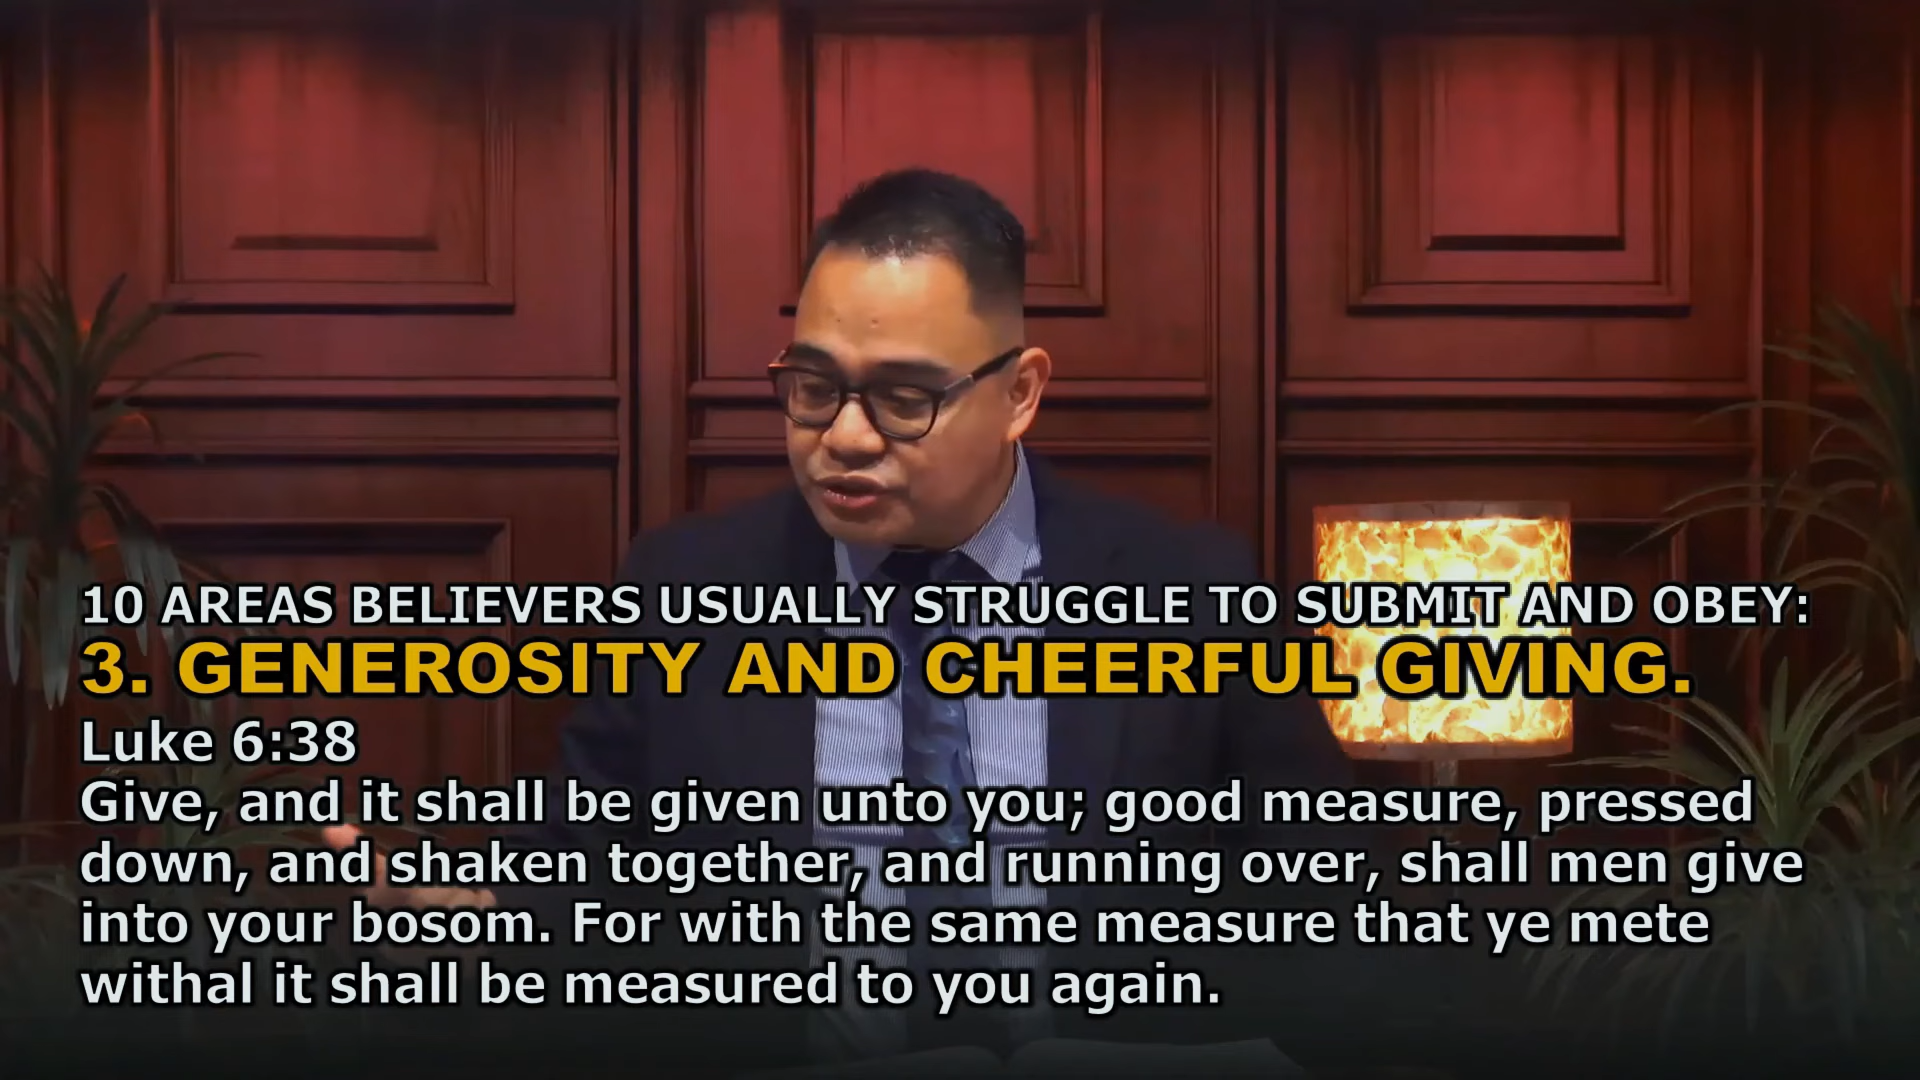 10 AREAS BELIEVERS USUALLY STRUGGLE TO SUBMIT AND OBEY:
3. GENEROSITY AND CHEERFUL GIVING.
Luke 6:38
Give, and it shall be given unto you; good measure, pressed
down, and shaken together, and running over, shall men give
into your bosom. For with the same measure that ye mete
withal it shall be measured to you again.